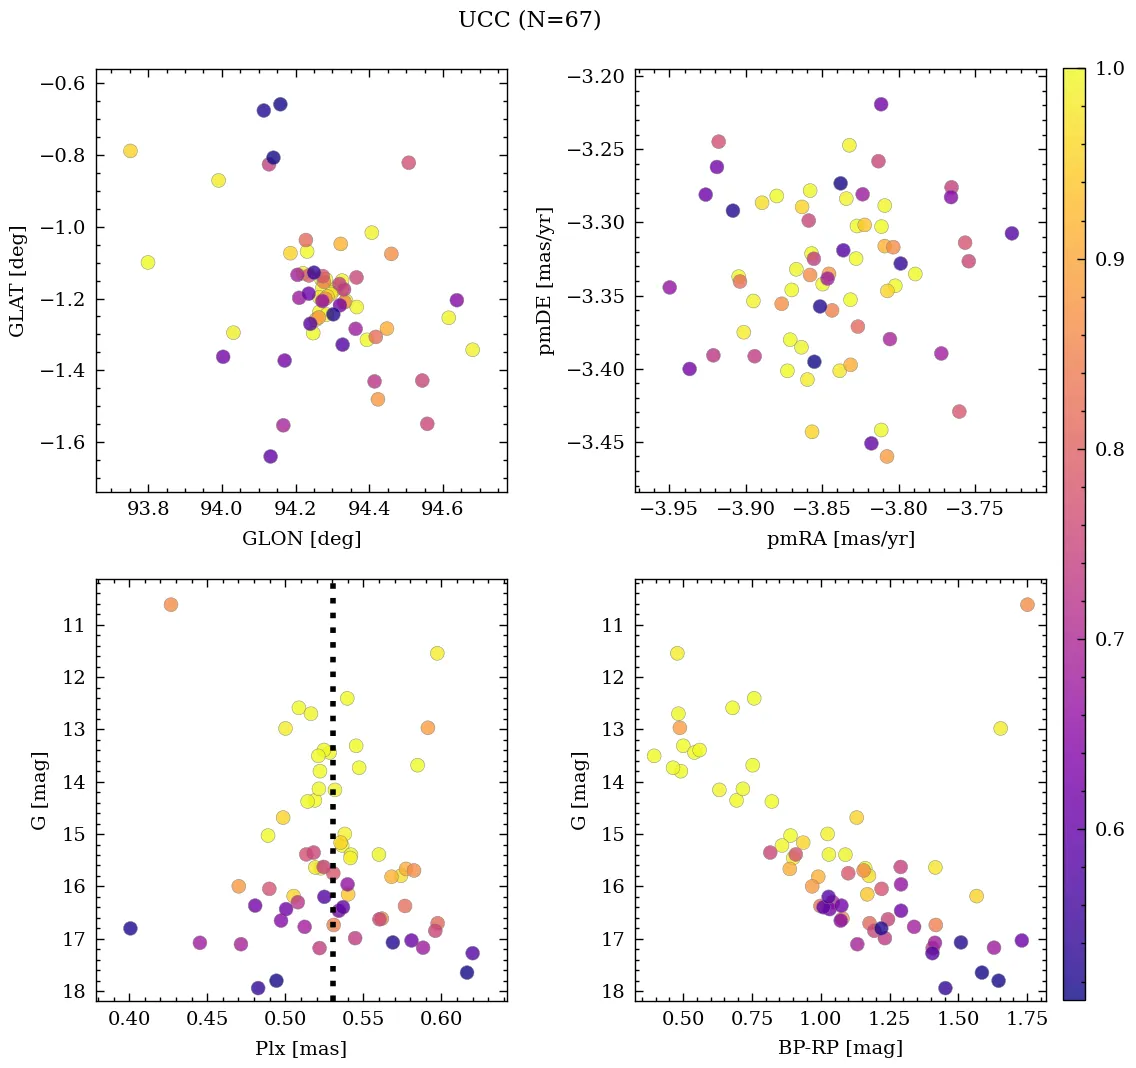 UCC (N=67)
−0.6
−0.8
−1.0
−1.2
−1.4
−1.6
GLAT [deg]
93.8 94.0 94.2 94.4 94.6
GLON [deg]
−3.20
−3.25
−3.30
−3.35
−3.40
−3.45
pmDE [mas/yr]
−3.95 −3.90 −3.85 −3.80 −3.75
pmRA [mas/yr]
11
12
13
14
15
16
17
18
G [mag]
0.40 0.45 0.50 0.55 0.60
Plx [mas]
11
12
13
14
15
16
17
18
G [mag]
0.50 0.75 1.00 1.25 1.50 1.75
BP-RP [mag]
1.0
0.9
0.8
0.7
0.6